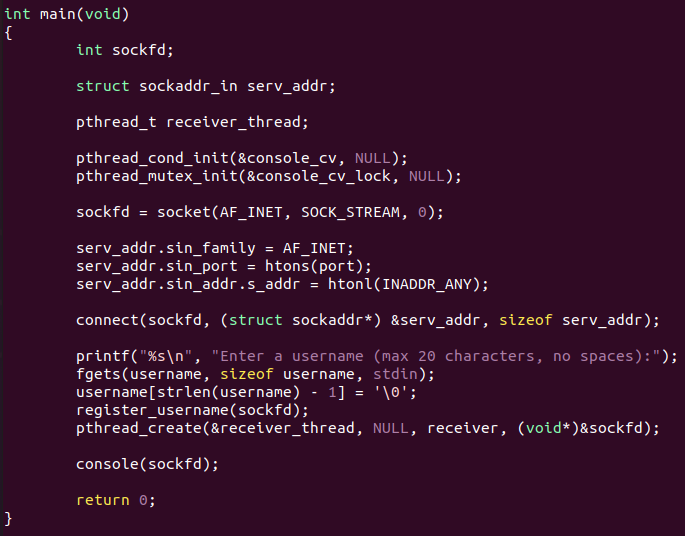 int main(void)
{
        int sockfd;

        struct sockaddr_in serv_addr;

        pthread_t receiver_thread;

        pthread_cond_init(&console_cv, NULL);
        pthread_mutex_init(&console_cv_lock, NULL);

        sockfd = socket(AF_INET, SOCK_STREAM, 0);

        serv_addr.sin_family = AF_INET;
        serv_addr.sin_port = htons(port);
        serv_addr.sin_addr.s_addr = htonl(INADDR_ANY);

        connect(sockfd, (struct sockaddr*) &serv_addr, sizeof serv_addr);

        printf("%s\n", "Enter a username (max 20 characters, no spaces):");
        fgets(username, sizeof username, stdin);
        username[strlen(username) - 1] = '\0';
        register_username(sockfd);
        pthread_create(&receiver_thread, NULL, receiver, (void*)&sockfd);

        console(sockfd);

        return 0;
}